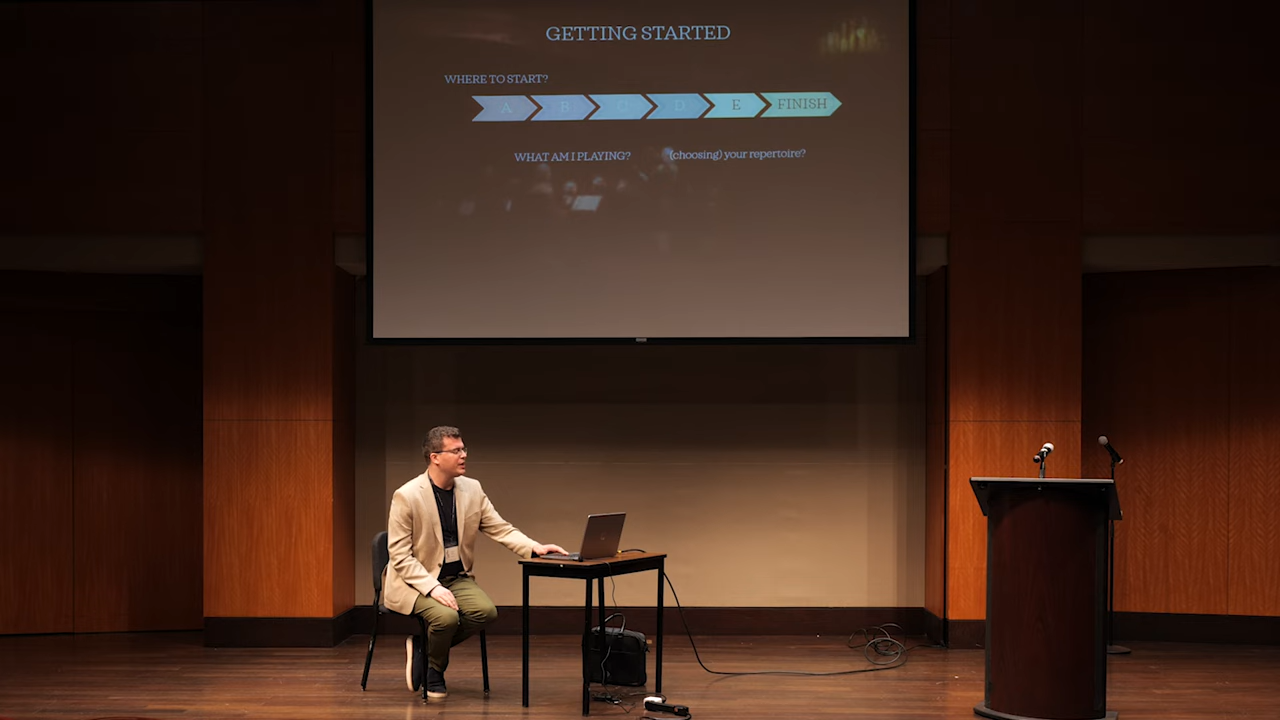 GETTING STARTED
WHERE TO START?
A B C D E FINISH
WHAT AM I PLAYING? (choosing) your repertoire?